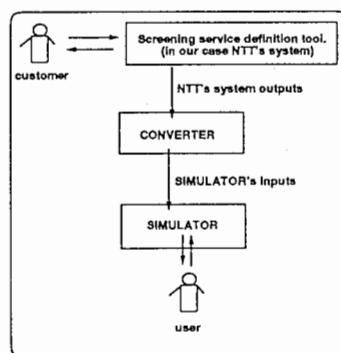 Screening service definition tool.
(in our case NTT's system)
customer
NTT's system outputs
CONVERTER
SIMULATOR's Inputs
SIMULATOR
user